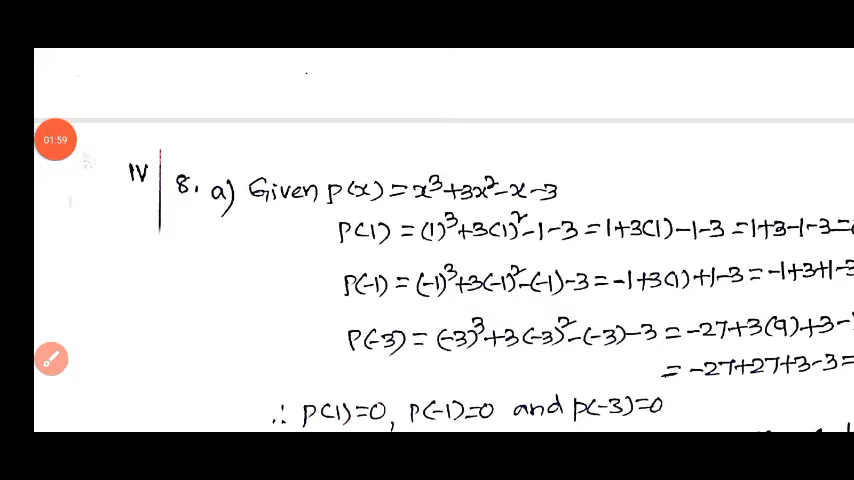 01:59
IV 8. a) Given p(x) = x³+3x²-x-3
P(1) = (1)³+3(1)²-1-3 = 1+3(1)-1-3 = 1+3-1-3 =
P(-1) = (-1)³+3(-1)²-(-1)-3 = -1+3(1)+1-3 = -1+3+1-3
P(-3) = (-3)³+3(-3)²-(-3)-3 = -27+3(9)+3-
= -27+27+3-3 =
∴ P(1)=0, P(-1)=0 and p(-3)=0